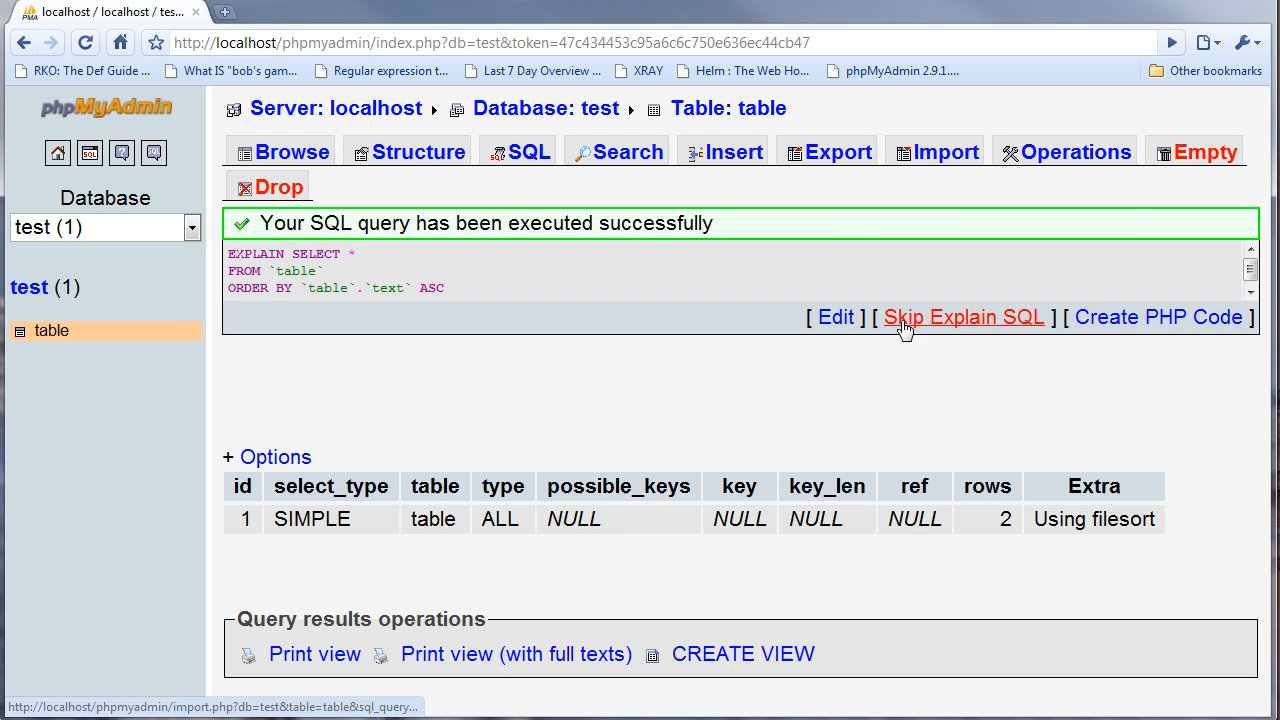 localhost / localhost / tes...
http://localhost/phpmyadmin/index.php?db=test&token=47c434453c95a6c6c750e636ec44cb47
RKO: The Def Guide ... What IS "bob's gam... Regular expression t... Last 7 Day Overview ... XRAY Helm : The Web Ho... phpMyAdmin 2.9.1.... Other bookmarks
phpMyAdmin
SQL
Database
test (1)
test (1)
table
Server: localhost Database: test Table: table
Browse Structure SQL Search Insert Export Import Operations Empty
Drop
Your SQL query has been executed successfully
EXPLAIN SELECT *
FROM `table`
ORDER BY `table`.`text` ASC
[ Edit ] [ Skip Explain SQL ] [ Create PHP Code ]
+ Options
id select_type table type possible_keys key key_len ref rows Extra
1 SIMPLE table ALL NULL NULL NULL NULL 2 Using filesort
Query results operations
Print view Print view (with full texts) CREATE VIEW
http://localhost/phpmyadmin/import.php?db=test&table=table&sql_query...